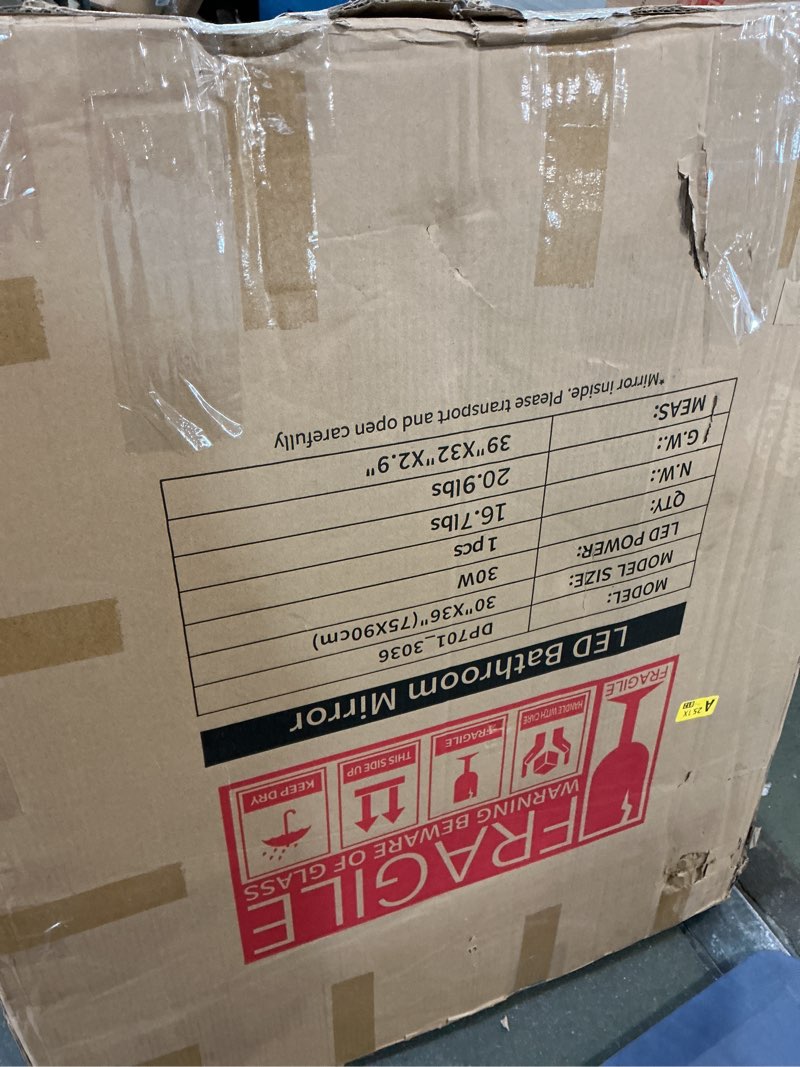 FRAGILE
WARNING BEWARE OF GLASS
FRAGILE
HANDLE WITH CARE
FRAGILE
THIS SIDE UP
KEEP DRY
LED Bathroom Mirror
MODEL: DP701_3036
MODEL SIZE: 30"X36"(75X90cm)
LED POWER: 30W
QTY: 1pcs
N.W.: 16.7lbs
G.W.: 20.9lbs
MEAS: 39"X32"X2.9"
*Mirror inside. Please transport and open carefully
A